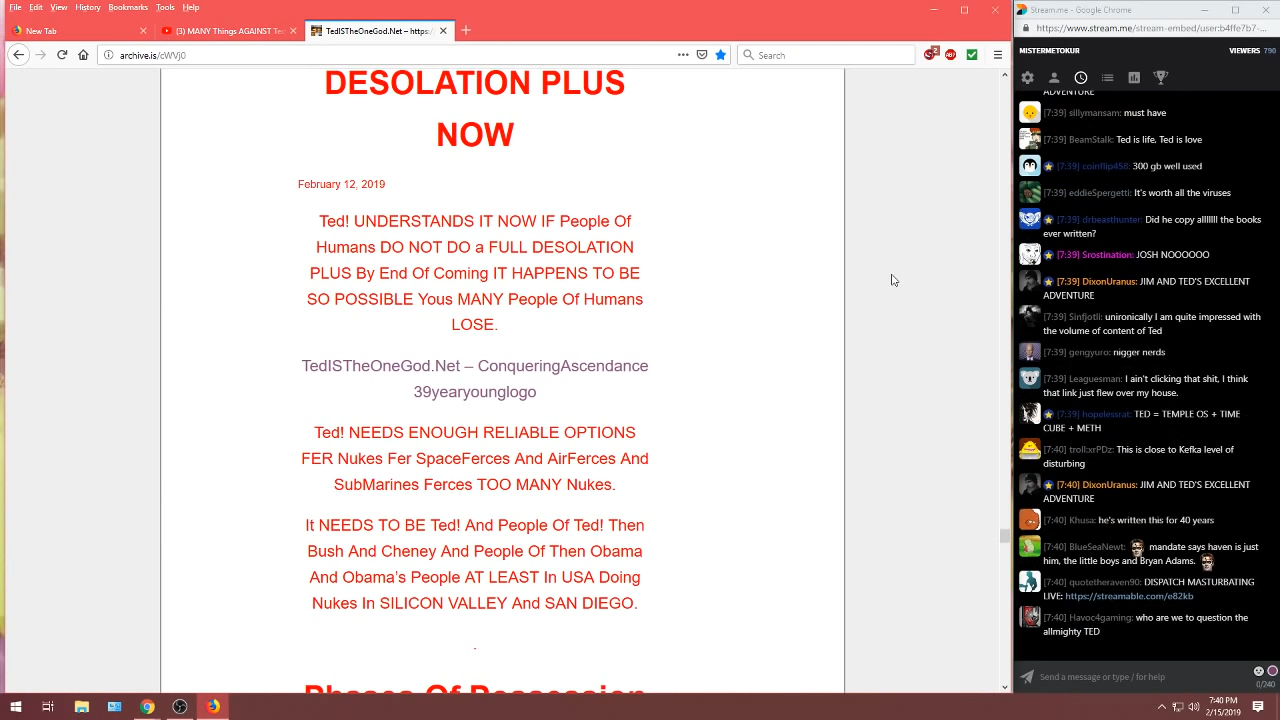 File Edit View History Bookmarks Tools Help
New Tab
(3) MANY Things AGAINST Ted
TedISTheOneGod.Net – https:/
archive.is/cWVj0
Search
DESOLATION PLUS
NOW
February 12, 2019
Ted! UNDERSTANDS IT NOW IF People Of
Humans DO NOT DO a FULL DESOLATION
PLUS By End Of Coming IT HAPPENS TO BE
SO POSSIBLE Yous MANY People Of Humans
LOSE.
TedISTheOneGod.Net – ConqueringAscendance
39yearyounglogo
Ted! NEEDS ENOUGH RELIABLE OPTIONS
FER Nukes Fer SpaceFerces And AirFerces And
SubMarines Ferces TOO MANY Nukes.
It NEEDS TO BE Ted! And People Of Ted! Then
Bush And Cheney And People Of Then Obama
And Obama's People AT LEAST In USA Doing
Nukes In SILICON VALLEY And SAN DIEGO.
.
Phases Of Possession
Stream.me - Google Chrome
https://www.stream.me/stream-embed/user:b4ffe7b7-...
MISTERMETOKUR
VIEWERS 790
ADVENTURE
[7:39] sillymansam: must have
[7:39] BeamStalk: Ted is life, Ted is love
[7:39] coinflip458: 300 gb well used
[7:39] eddieSpergetti: It's worth all the viruses
[7:39] drbeasthunter: Did he copy alllllll the books
ever written?
[7:39] Srostination: JOSH NOOOOOO
[7:39] DixonUranus: JIM AND TED'S EXCELLENT
ADVENTURE
[7:39] Sinfjotli: unironically I am quite impressed with
the volume of content of Ted
[7:39] gengyuro: nigger nerds
[7:39] Leaguesman: I ain't clicking that shit, I think
that link just flew over my house.
[7:39] hopelessrat: TED = TEMPLE OS + TIME
CUBE + METH
[7:40] troll:xrPDz: This is close to Kefka level of
disturbing
[7:40] DixonUranus: JIM AND TED'S EXCELLENT
ADVENTURE
[7:40] Khusa: he's written this for 40 years
[7:40] BlueSeaNewt: mandate says haven is just
him, the little boys and Bryan Adams.
[7:40] quotetheraven90: DISPATCH MASTURBATING
LIVE: https://streamable.com/e82kb
[7:40] Havoc4gaming: who are we to question the
allmighty TED
Send a message or type / for help
0/240
7:40 PM
2/15/2019